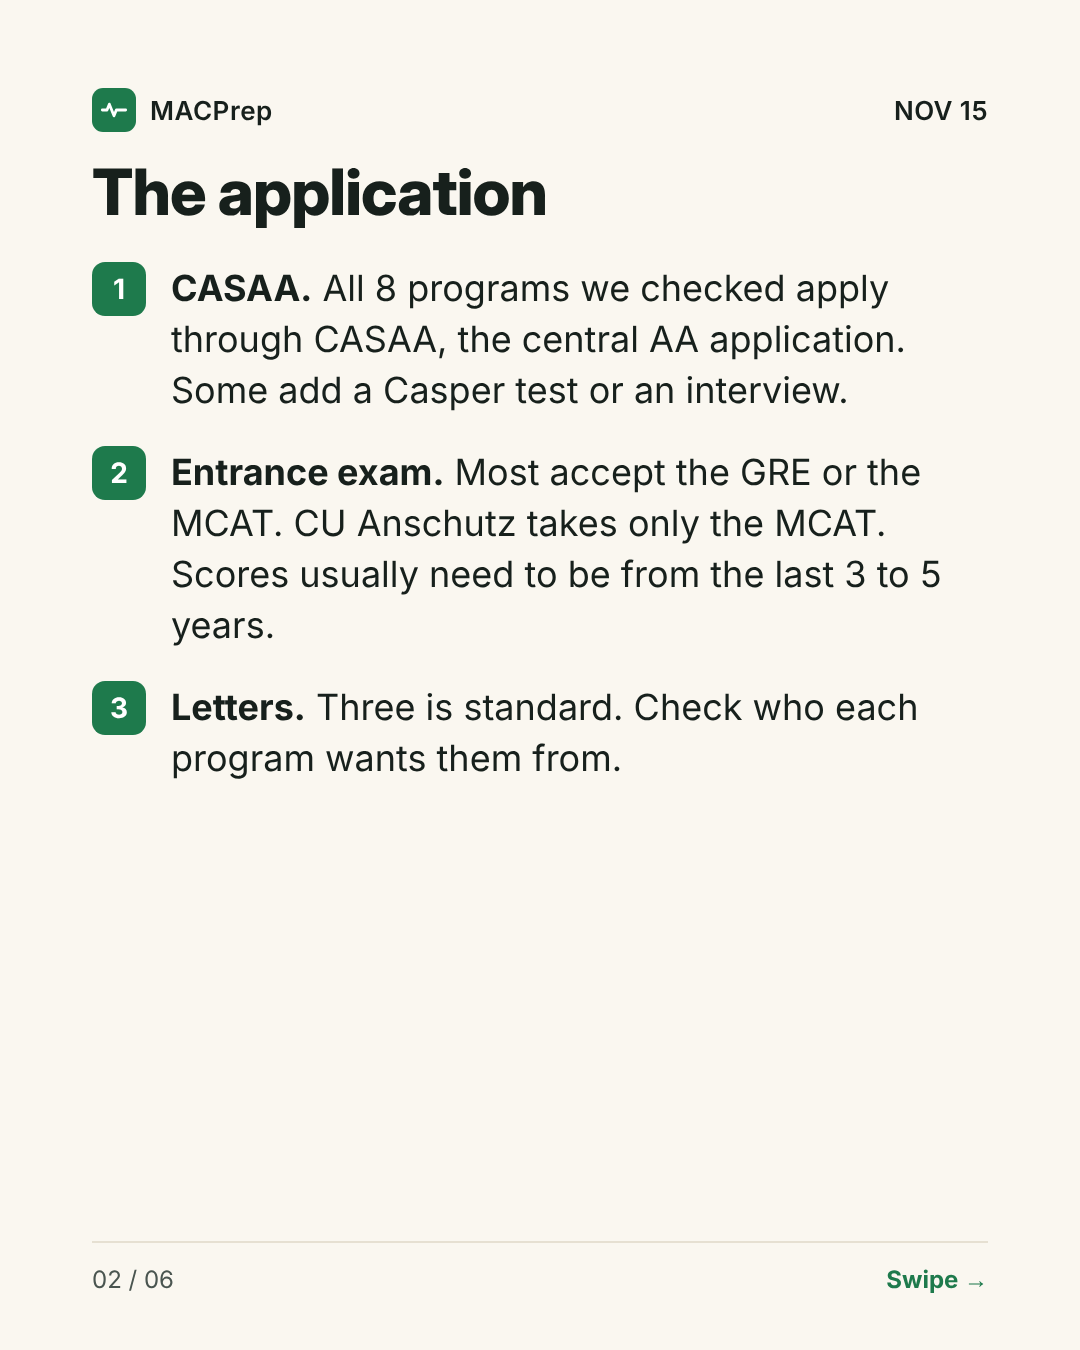 MACPrep
NOV 15
The application
1
CASAA. All 8 programs we checked apply
through CASAA, the central AA application.
Some add a Casper test or an interview.
2
Entrance exam. Most accept the GRE or the
MCAT. CU Anschutz takes only the MCAT.
Scores usually need to be from the last 3 to 5
years.
3
Letters. Three is standard. Check who each
program wants them from.
02 / 06
Swipe →